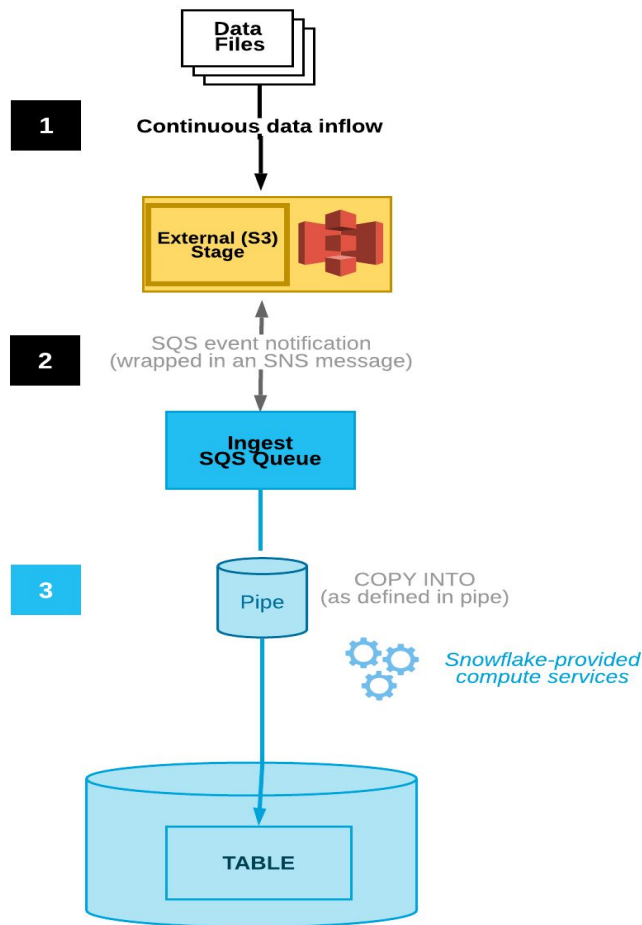 Data
Files
1
Continuous data inflow
External (S3)
Stage
2
SQS event notification
(wrapped in an SNS message)
Ingest
SQS Queue
3
Pipe
COPY INTO
(as defined in pipe)
Snowflake-provided
compute services
TABLE